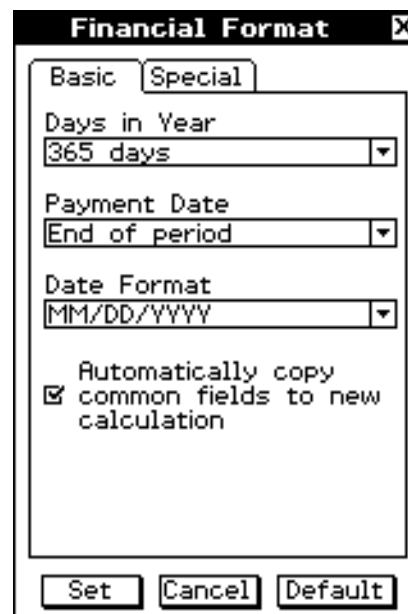 Financial Format X
Basic Special
Days in Year
365 days
Payment Date
End of period
Date Format
MM/DD/YYYY
Automatically copy
common fields to new
calculation
Set Cancel Default